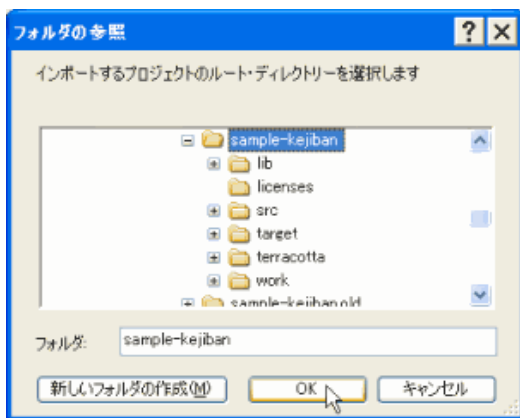 フォルダの参照
インポートするプロジェクトのルート・ディレクトリーを選択します
sample-kejiban
lib
licenses
src
target
terracotta
work
sample-kejiban.old
フォルダ:
sample-kejiban
新しいフォルダの作成(M)
OK
キャンセル